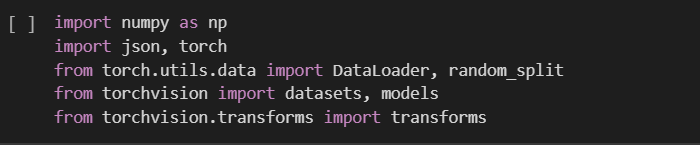 [ ] import numpy as np
import json, torch
from torch.utils.data import DataLoader, random_split
from torchvision import datasets, models
from torchvision.transforms import transforms